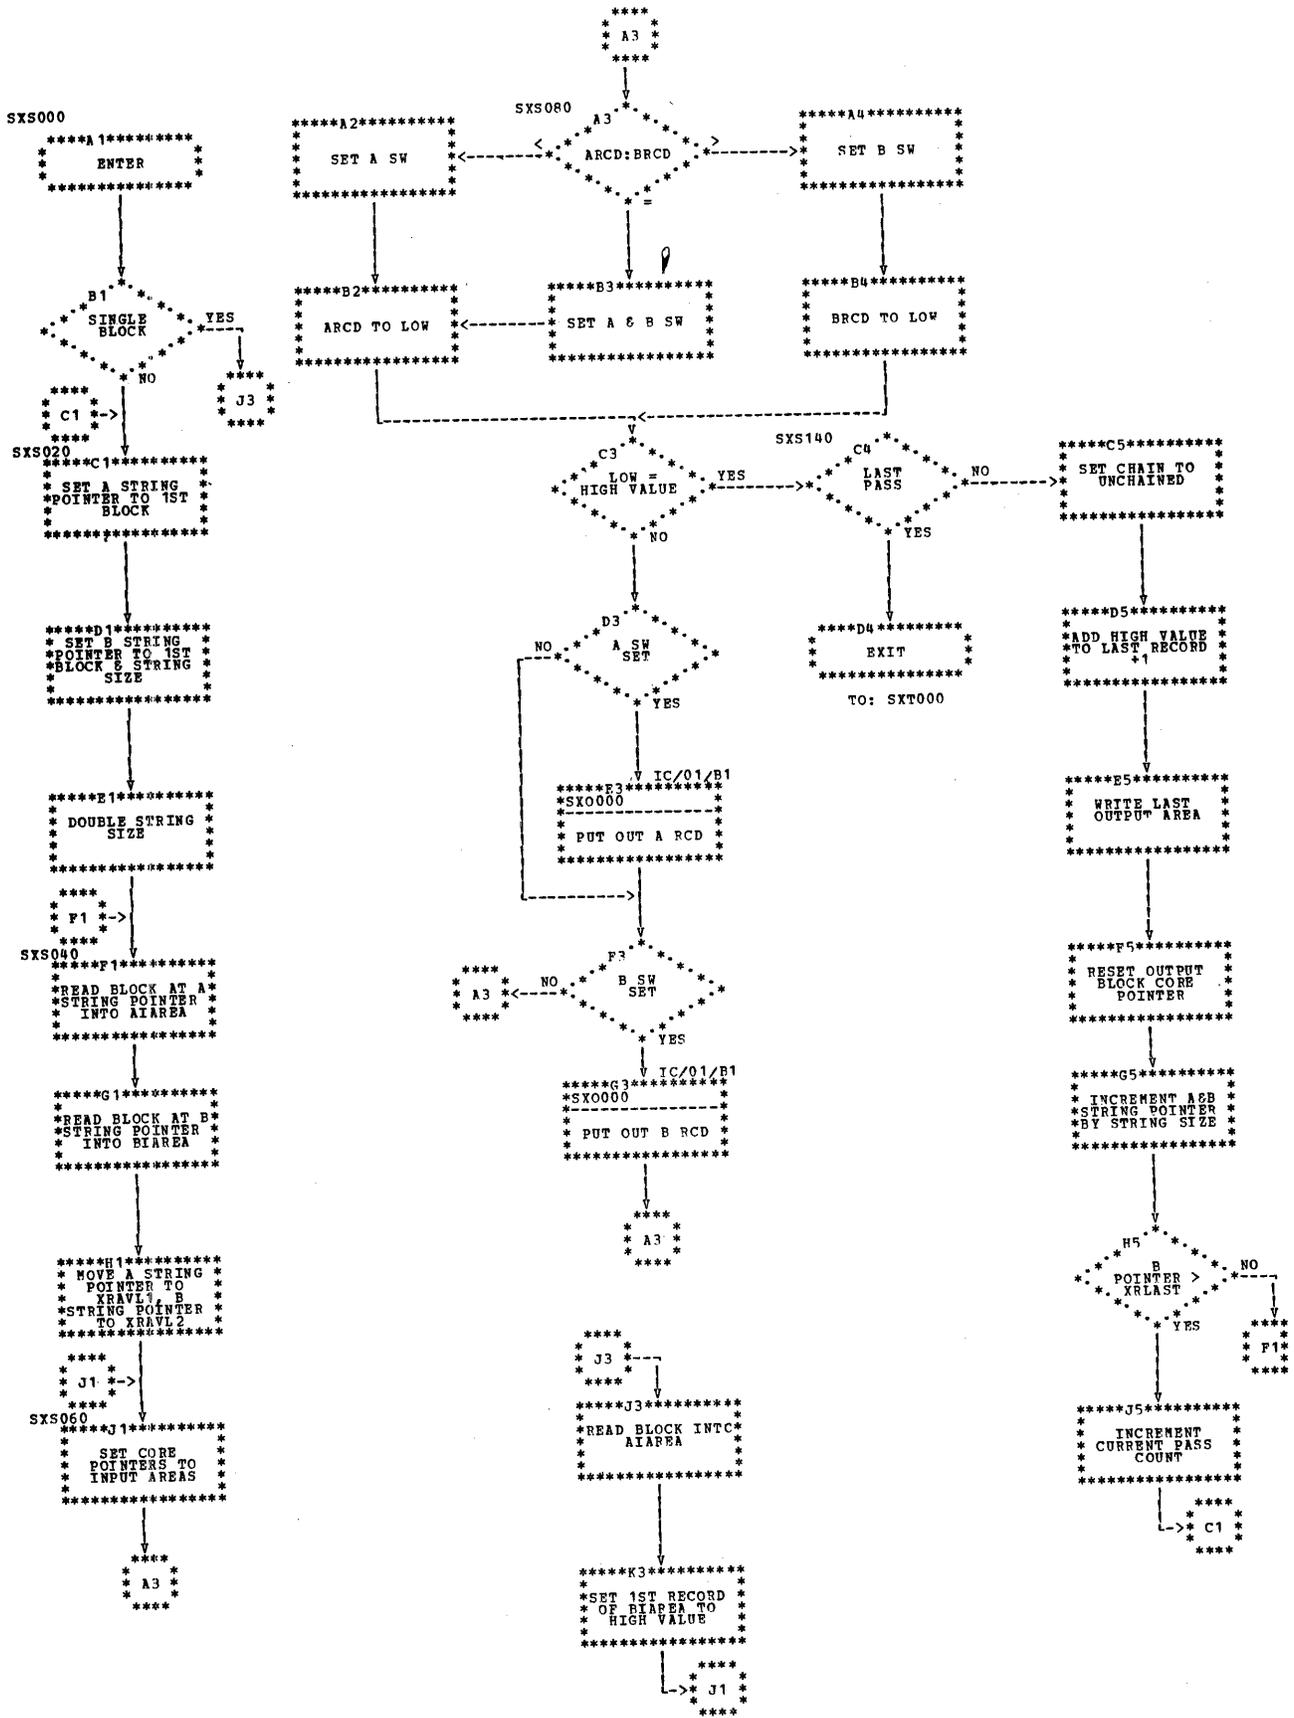 A3
SXS000
A1
ENTER
B1
SINGLE
BLOCK
YES
NO
J3
C1
SXS020
C1
SET A STRING
POINTER TO 1ST
BLOCK
D1
SET B STRING
POINTER TO 1ST
BLOCK & STRING
SIZE
E1
DOUBLE STRING
SIZE
F1
SXS040
F1
READ BLOCK AT A
STRING POINTER
INTO AIAREA
G1
READ BLOCK AT B
STRING POINTER
INTO BIAREA
H1
MOVE A STRING
POINTER TO
XRAVL1, B
STRING POINTER
TO XRAVL2
J1
SXS060
J1
SET CORE
POINTERS TO
INPUT AREAS
A3
SXS080
A3
ARCD:BRCD
<
>
=
A2
SET A SW
A4
SET B SW
B2
ARCD TO LOW
B3
SET A & B SW
B4
BRCD TO LOW
C3
LOW =
HIGH VALUE
YES
NO
SXS140
C4
LAST
PASS
NO
YES
D4
EXIT
TO: SXT000
D3
A SW
SET
NO
YES
IC/01/B1
E3
SXO000
PUT OUT A RCD
F3
B SW
SET
NO
A3
YES
IC/01/B1
G3
SXO000
PUT OUT B RCD
A3
J3
J3
READ BLOCK INTO
AIAREA
K3
SET 1ST RECORD
OF BIAREA TO
HIGH VALUE
J1
C5
SET CHAIN TO
UNCHAINED
D5
ADD HIGH VALUE
TO LAST RECORD
+1
E5
WRITE LAST
OUTPUT AREA
F5
RESET OUTPUT
BLOCK CORE
POINTER
G5
INCREMENT A&B
STRING POINTER
BY STRING SIZE
H5
B
POINTER >
XRLAST
NO
F1
YES
J5
INCREMENT
CURRENT PASS
COUNT
C1